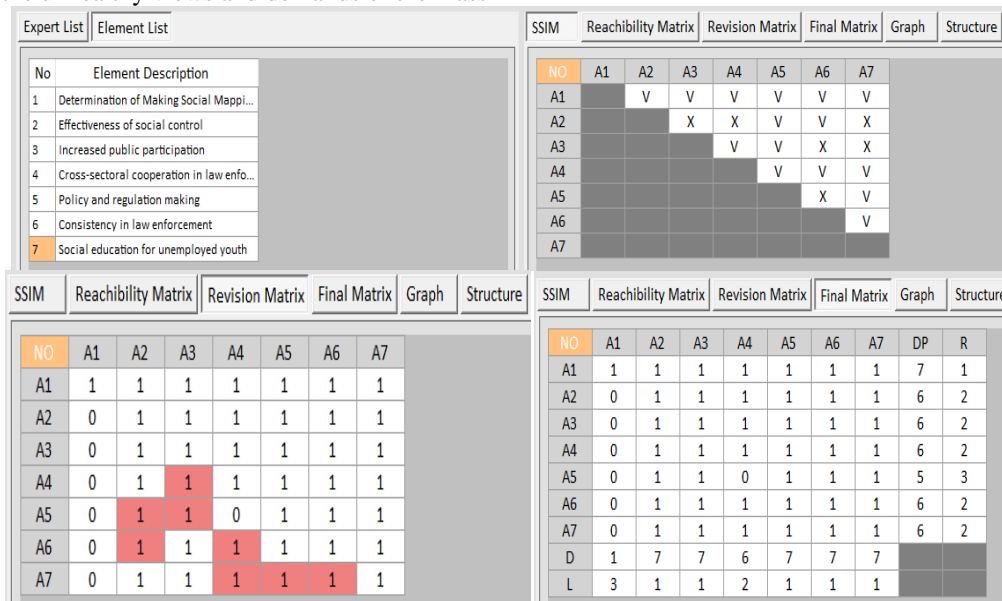 views and demands of
Expert List Element List
No Element Description
1 Determination of Making Social Mappi...
2 Effectiveness of social control
3 Increased public participation
4 Cross-sectoral cooperation in law enfo...
5 Policy and regulation making
6 Consistency in law enforcement
7 Social education for unemployed youth
SSIM Reachibility Matrix Revision Matrix Final Matrix Graph Structure
NO A1 A2 A3 A4 A5 A6 A7
A1 V V V V V V
A2 X X V V X
A3 V V X X
A4 V V V
A5 X V
A6 V
A7
SSIM Reachibility Matrix Revision Matrix Final Matrix Graph Structure
NO A1 A2 A3 A4 A5 A6 A7
A1 1 1 1 1 1 1 1
A2 0 1 1 1 1 1 1
A3 0 1 1 1 1 1 1
A4 0 1 1 1 1 1 1
A5 0 1 1 0 1 1 1
A6 0 1 1 1 1 1 1
A7 0 1 1 1 1 1 1
SSIM Reachibility Matrix Revision Matrix Final Matrix Graph Structure
NO A1 A2 A3 A4 A5 A6 A7 DP R
A1 1 1 1 1 1 1 1 7 1
A2 0 1 1 1 1 1 1 6 2
A3 0 1 1 1 1 1 1 6 2
A4 0 1 1 1 1 1 1 6 2
A5 0 1 1 0 1 1 1 5 3
A6 0 1 1 1 1 1 1 6 2
A7 0 1 1 1 1 1 1 6 2
D 1 7 7 6 7 7 7
L 3 1 1 2 1 1 1